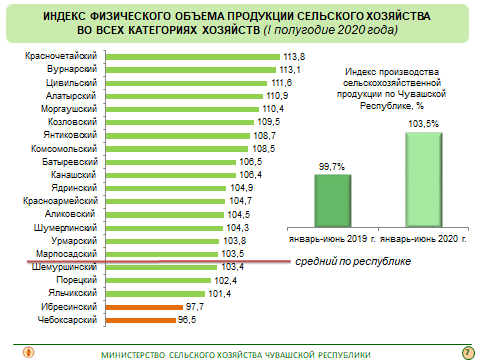 ИНДЕКС ФИЗИЧЕСКОГО ОБЪЕМА ПРОДУКЦИИ СЕЛЬСКОГО ХОЗЯЙСТВА
ВО ВСЕХ КАТЕГОРИЯХ ХОЗЯЙСТВ (I полугодие 2020 года)
Красночетайский 113,8
Вурнарский 113,1
Цивильский 111,6
Алатырский 110,9
Моргаушский 110,4
Козловский 109,5
Янтиковский 108,7
Комсомольский 108,5
Батыревский 106,5
Канашский 106,4
Ядринский 104,9
Красноармейский 104,7
Аликовский 104,5
Шумерлинский 104,3
Урмарский 103,8
Марпосадский 103,5
Шемуршинский 103,4
Порецкий 102,4
Яльчикский 101,4
Ибресинский 97,7
Чебоксарский 96,5
средний по республике
Индекс производства
сельскохозяйственной
продукции по Чувашской
Республике, %
99,7%
103,5%
январь-июнь 2019 г.
январь-июнь 2020 г.
МИНИСТЕРСТВО СЕЛЬСКОГО ХОЗЯЙСТВА ЧУВАШСКОЙ РЕСПУБЛИКИ
7